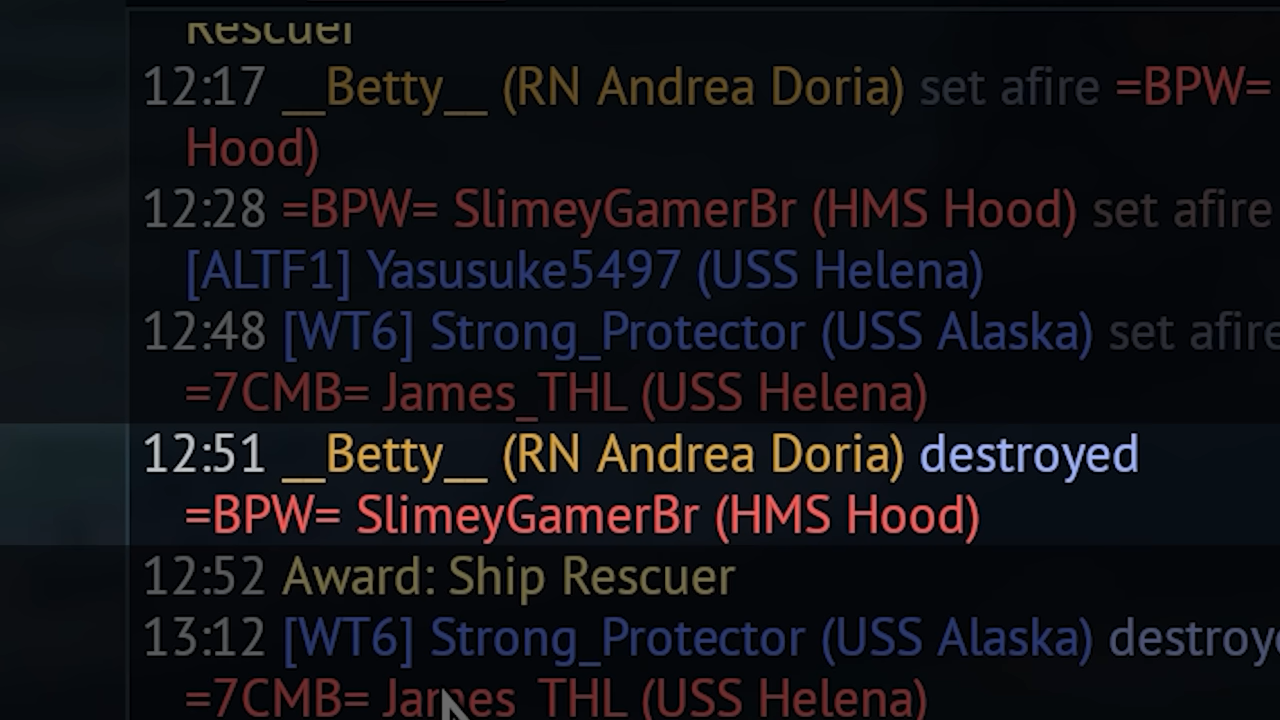 Rescuer
12:17 __Betty__ (RN Andrea Doria) set afire =BPW=
Hood)
12:28 =BPW= SlimeyGamerBr (HMS Hood) set afire
[ALTF1] Yasusuke5497 (USS Helena)
12:48 [WT6] Strong_Protector (USS Alaska) set afire
=7CMB= James_THL (USS Helena)
12:51 __Betty__ (RN Andrea Doria) destroyed
=BPW= SlimeyGamerBr (HMS Hood)
12:52 Award: Ship Rescuer
13:12 [WT6] Strong_Protector (USS Alaska) destroye
=7CMB= James_THL (USS Helena)